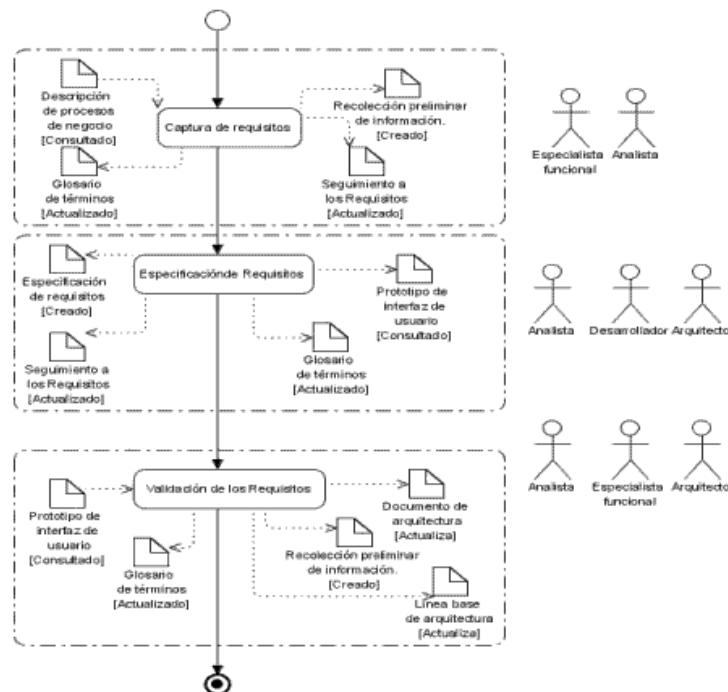 Descripción
de procesos
de negocio
[Consultado]
Captura de requisitos
Recolección preliminar
de información.
[Creado]
Glosario
de términos
[Actualizado]
Seguimiento a
los Requisitos
[Actualizado]
Especialista
funcional
Analista
Especificaciónde Requisitos
Especificación
de requisitos
[Creado]
Prototipo de
interfaz de
usuario
[Consultado]
Seguimiento a
los Requisitos
[Actualizado]
Glosario
de términos
[Actualizado]
Analista
Desarrollador
Arquitecto
Validación de los Requisitos
Prototipo de
interfaz de
usuario
[Consultado]
Glosario
de términos
[Actualizado]
Recolección preliminar
de información.
[Creado]
Documento de
arquitectura
[Actualiza]
Línea base
de arquitectura
[Actualiza]
Analista
Especialista
funcional
Arquitecto